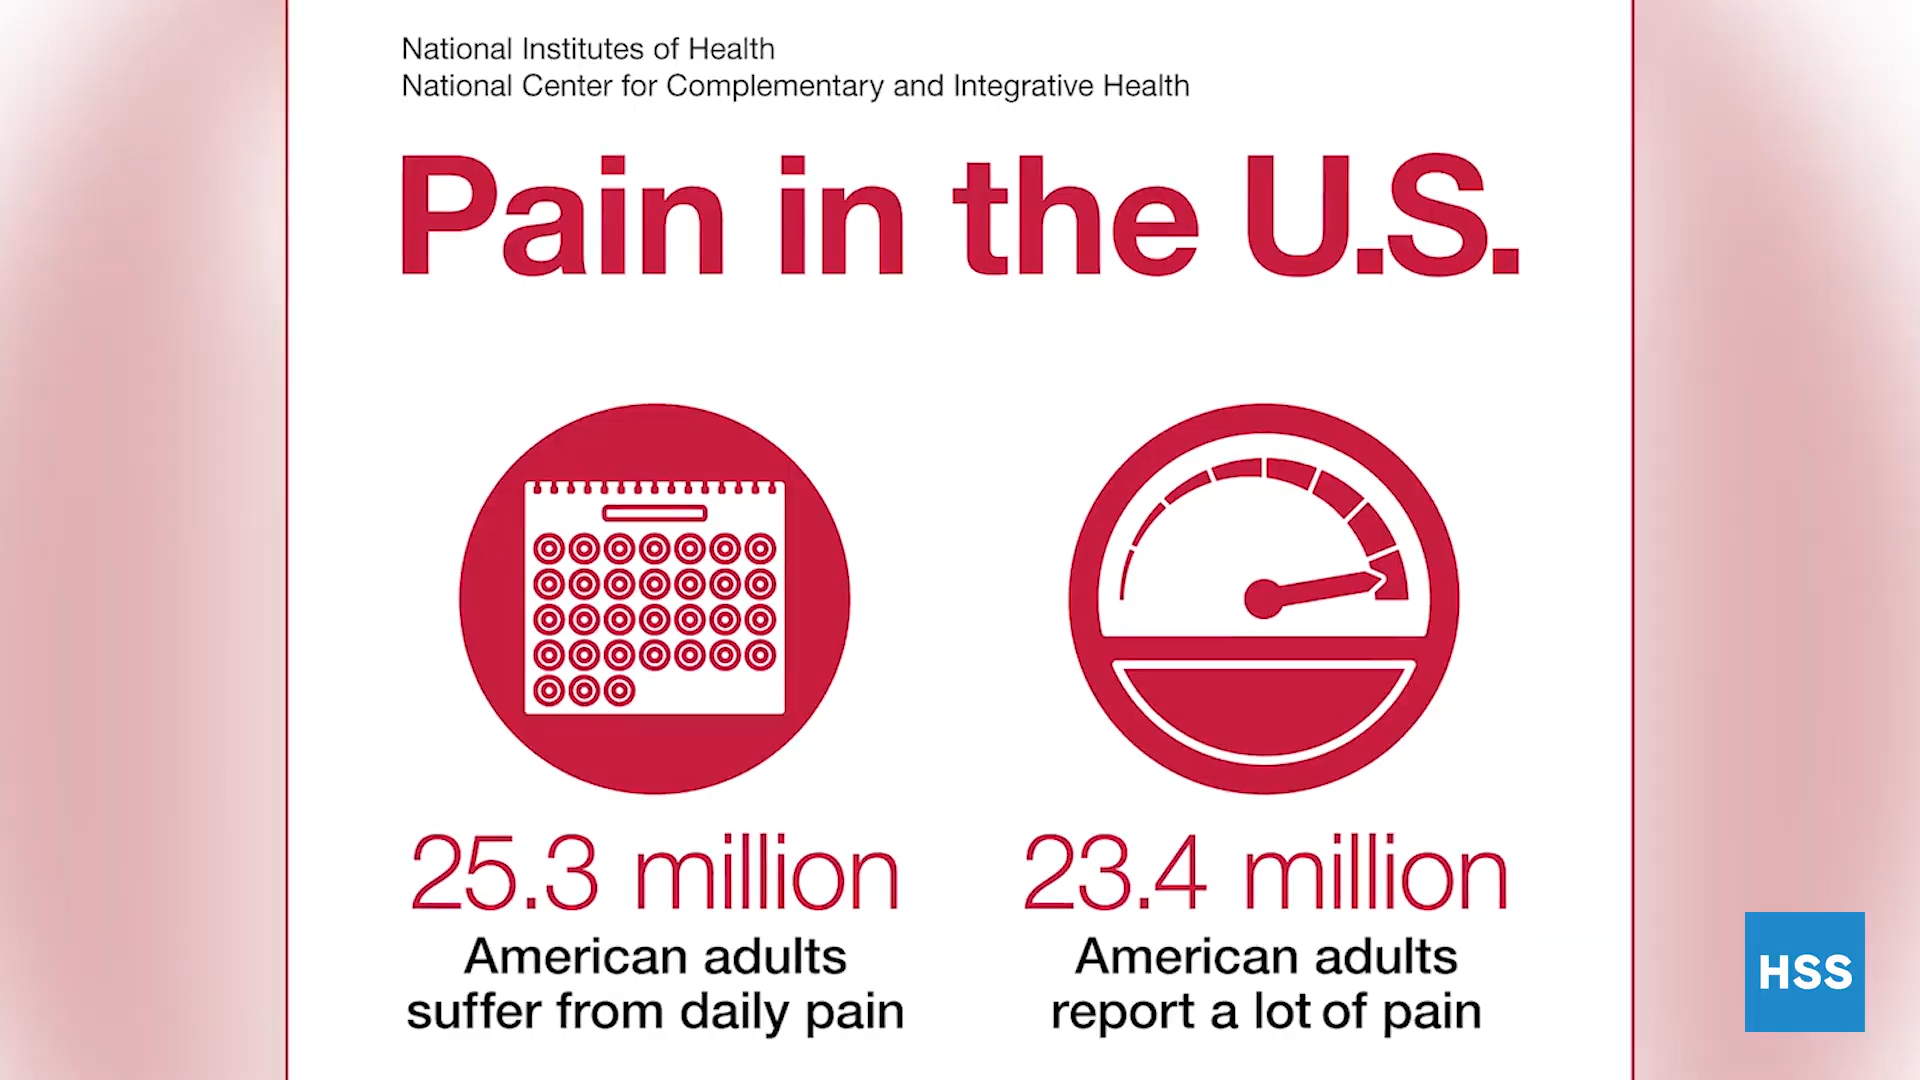 National Institutes of Health
National Center for Complementary and Integrative Health
Pain in the U.S.
25.3 million
American adults
suffer from daily pain
23.4 million
American adults
report a lot of pain
HSS